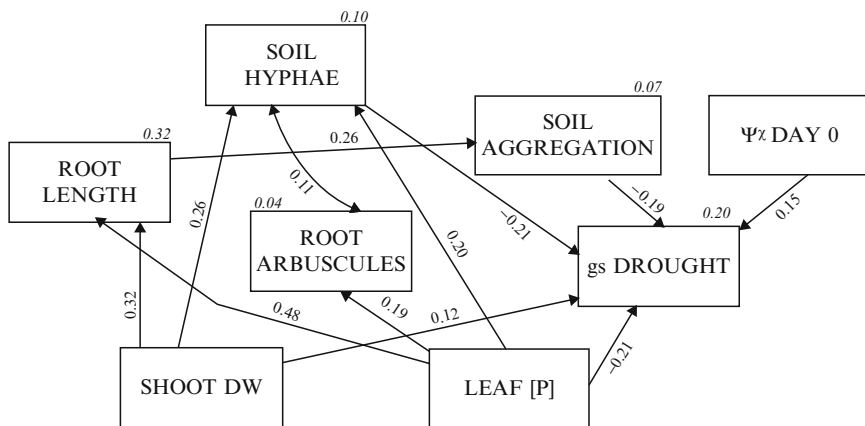 0.10
SOIL
HYPHAE
0.07
SOIL
AGGREGATION
Ψχ DAY 0
0.32
ROOT
LENGTH
0.26
0.11
0.04
ROOT
ARBUSCULES
0.26
−0.21
0.20
−0.19
0.15
0.20
gs DROUGHT
0.32
0.48
0.19
0.12
−0.21
SHOOT DW
LEAF [P]